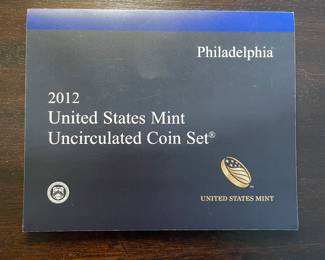 Philadelphia
2012
United States Mint
Uncirculated Coin Set®
UNITED STATES MINT